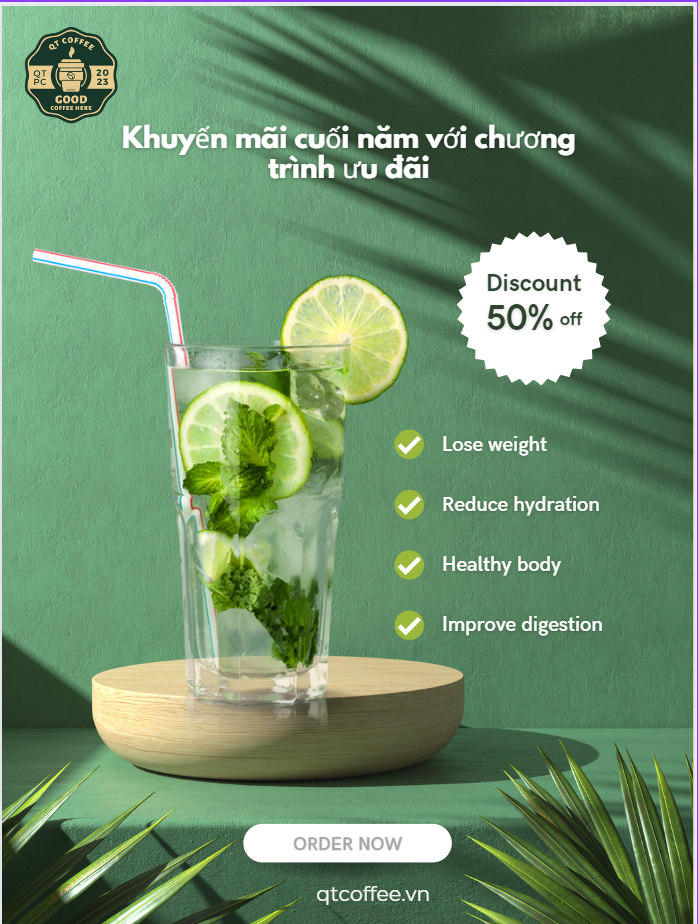 QT COFFEE
QT
PC
20
23
GOOD
COFFEE HERE
Khuyến mãi cuối năm với chương
trình ưu đãi
Discount
50% off
Lose weight
Reduce hydration
Healthy body
Improve digestion
ORDER NOW
qtcoffee.vn